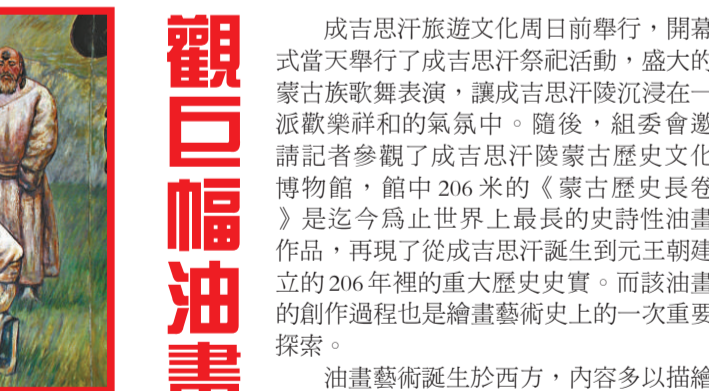 觀巨幅油畫
成吉思汗旅遊文化周日前舉行，開幕
式當天舉行了成吉思汗祭祀活動，盛大的
蒙古族歌舞表演，讓成吉思汗陵沉浸在一
派歡樂祥和的氣氛中。隨後，組委會邀
請記者參觀了成吉思汗陵蒙古歷史文化
博物館，館中206米的《蒙古歷史長卷
》是迄今爲止世界上最長的史詩性油畫
作品，再現了從成吉思汗誕生到元王朝建
立的206年裡的重大歷史史實。而該油畫
的創作過程也是繪畫藝術史上的一次重要
探索。
油畫藝術誕生於西方，內容多以描繪